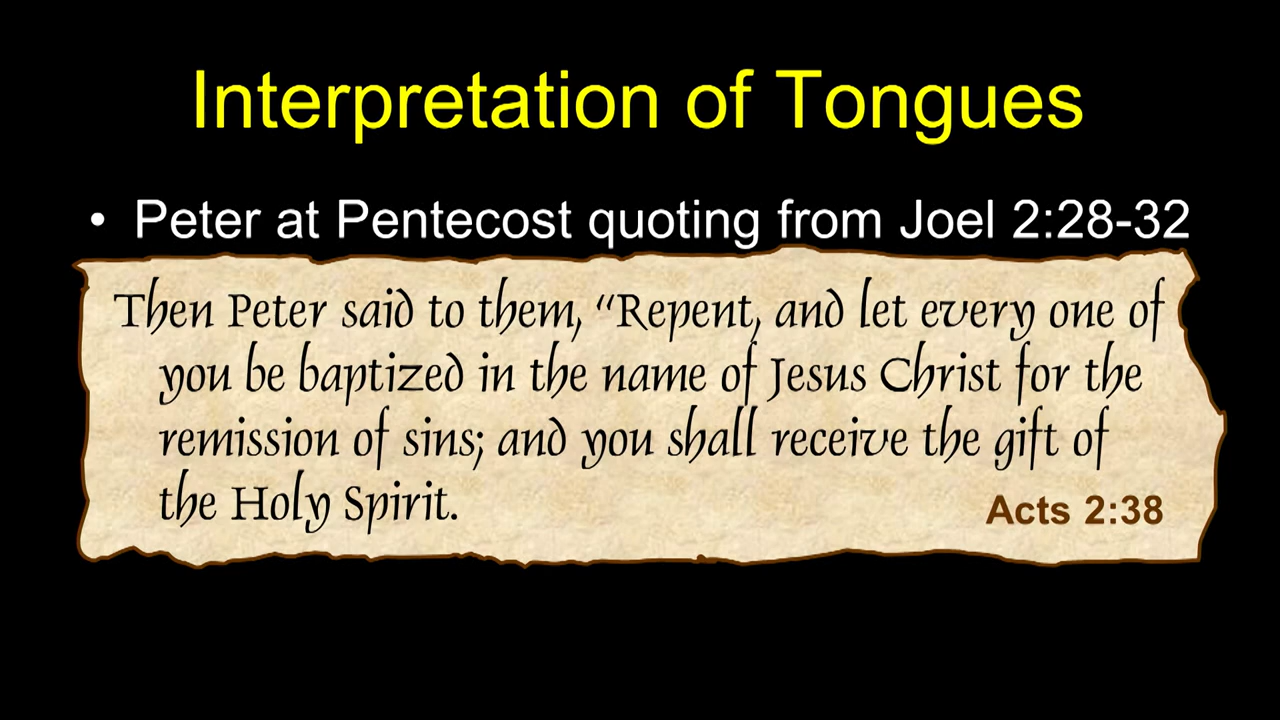 Interpretation of Tongues
• Peter at Pentecost quoting from Joel 2:28-32
Then Peter said to them, “Repent, and let every one of
you be baptized in the name of Jesus Christ for the
remission of sins; and you shall receive the gift of
the Holy Spirit.
Acts 2:38